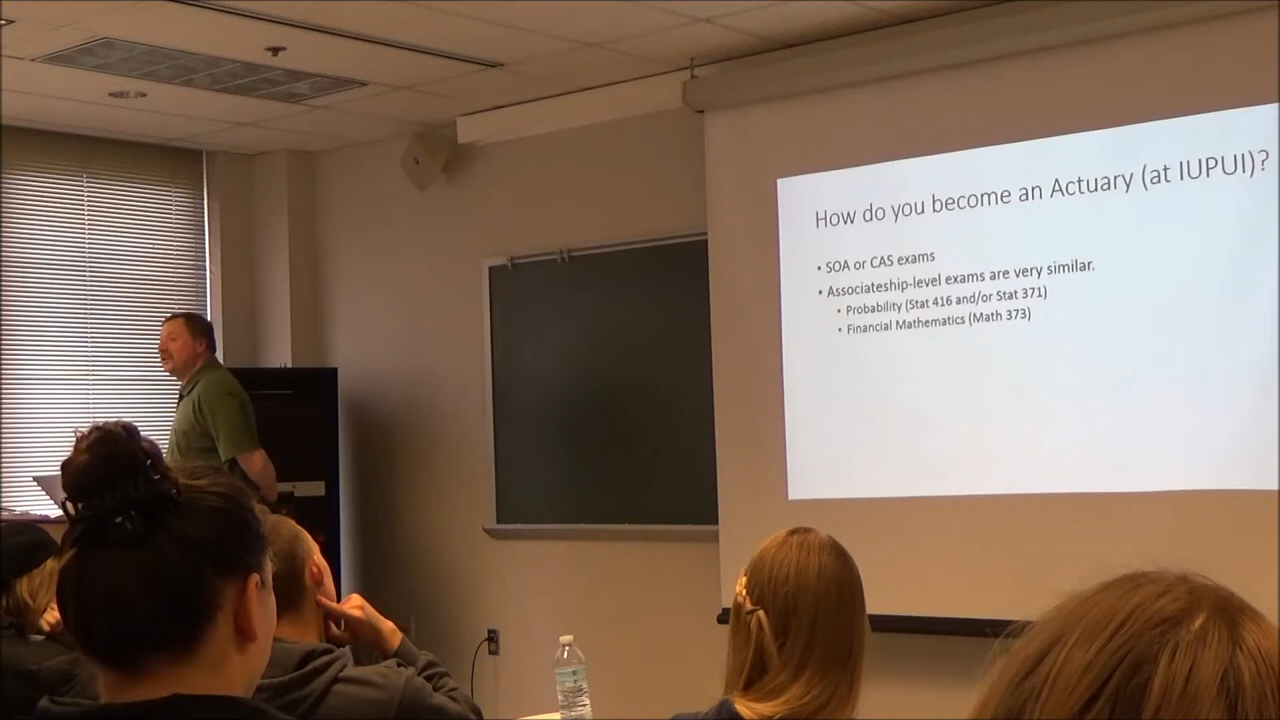 How do you become an Actuary (at IUPUI)?
• SOA or CAS exams
• Associateship-level exams are very similar.
• Probability (Stat 416 and/or Stat 371)
• Financial Mathematics (Math 373)